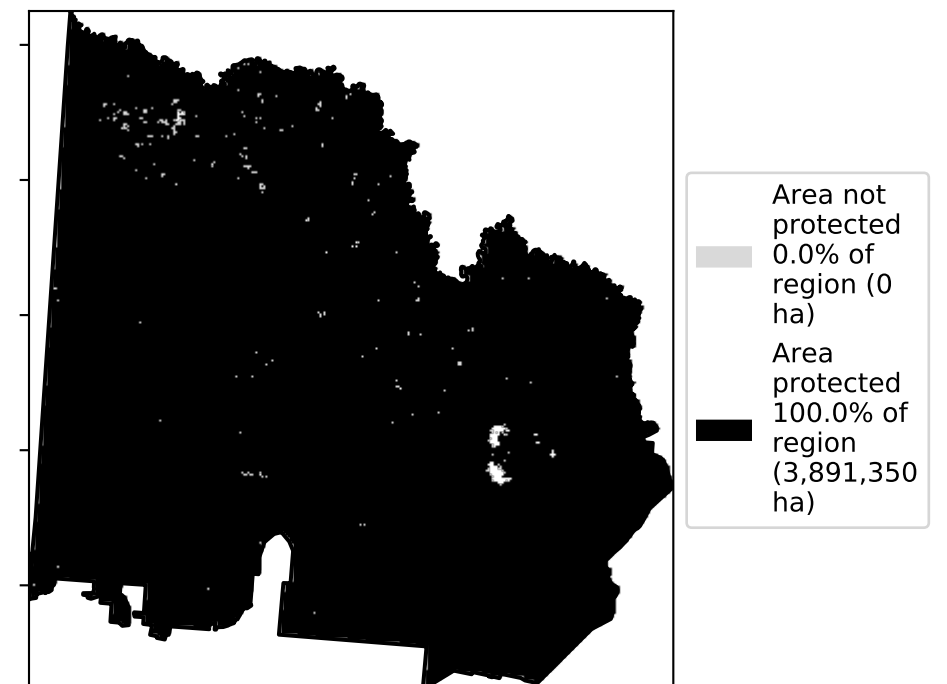 Area not
protected
0.0% of
region (0
ha)
Area
protected
100.0% of
region
(3,891,350
ha)